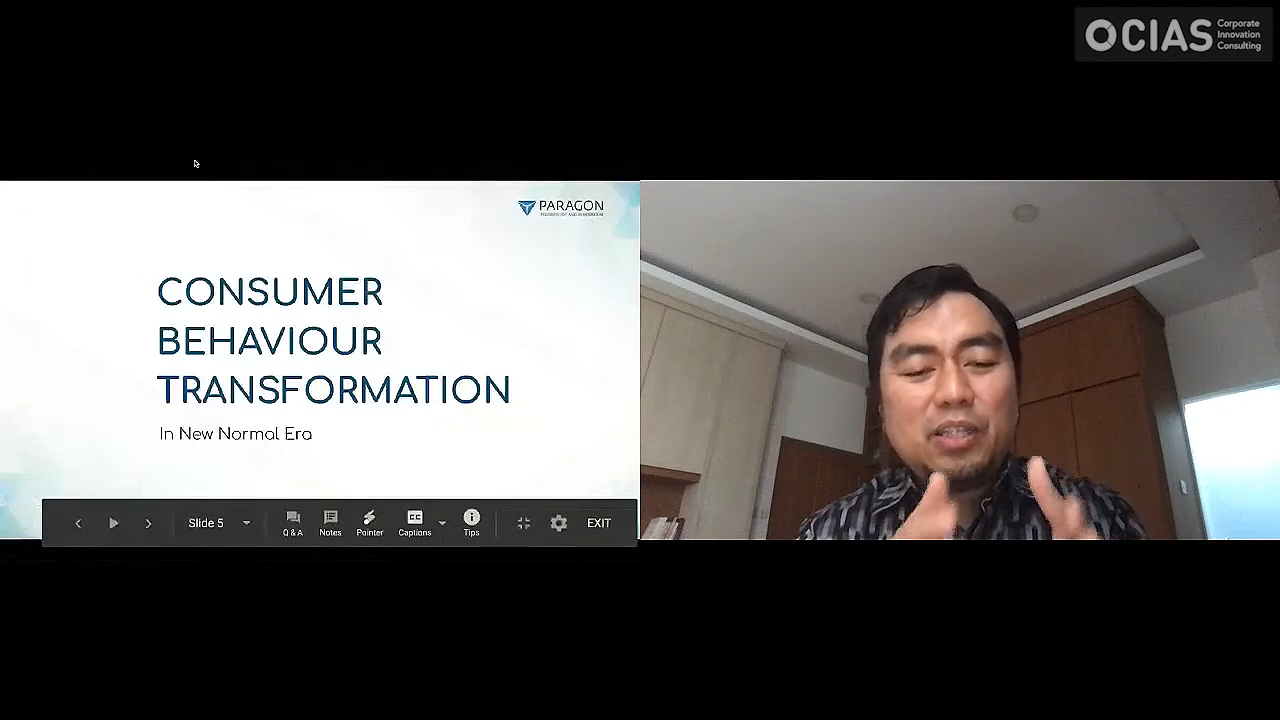 OCIAS
Corporate
Innovation
Consulting
PARAGON
CONSUMER
BEHAVIOUR
TRANSFORMATION
In New Normal Era
Slide 5
Q & A
Notes
Pointer
CC
Captions
Tips
EXIT